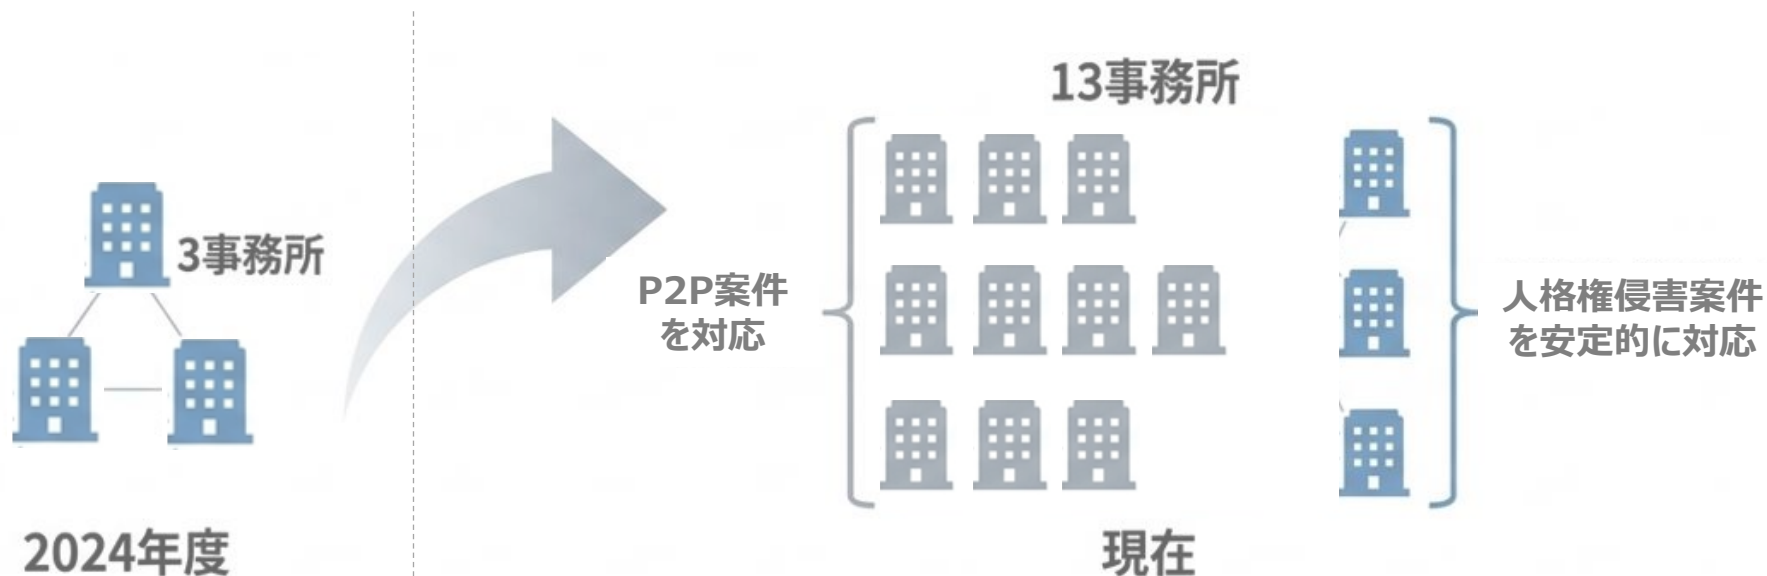 3事務所
2024年度
13事務所
P2P案件
を対応
人格権侵害案件
を安定的に対応
現在